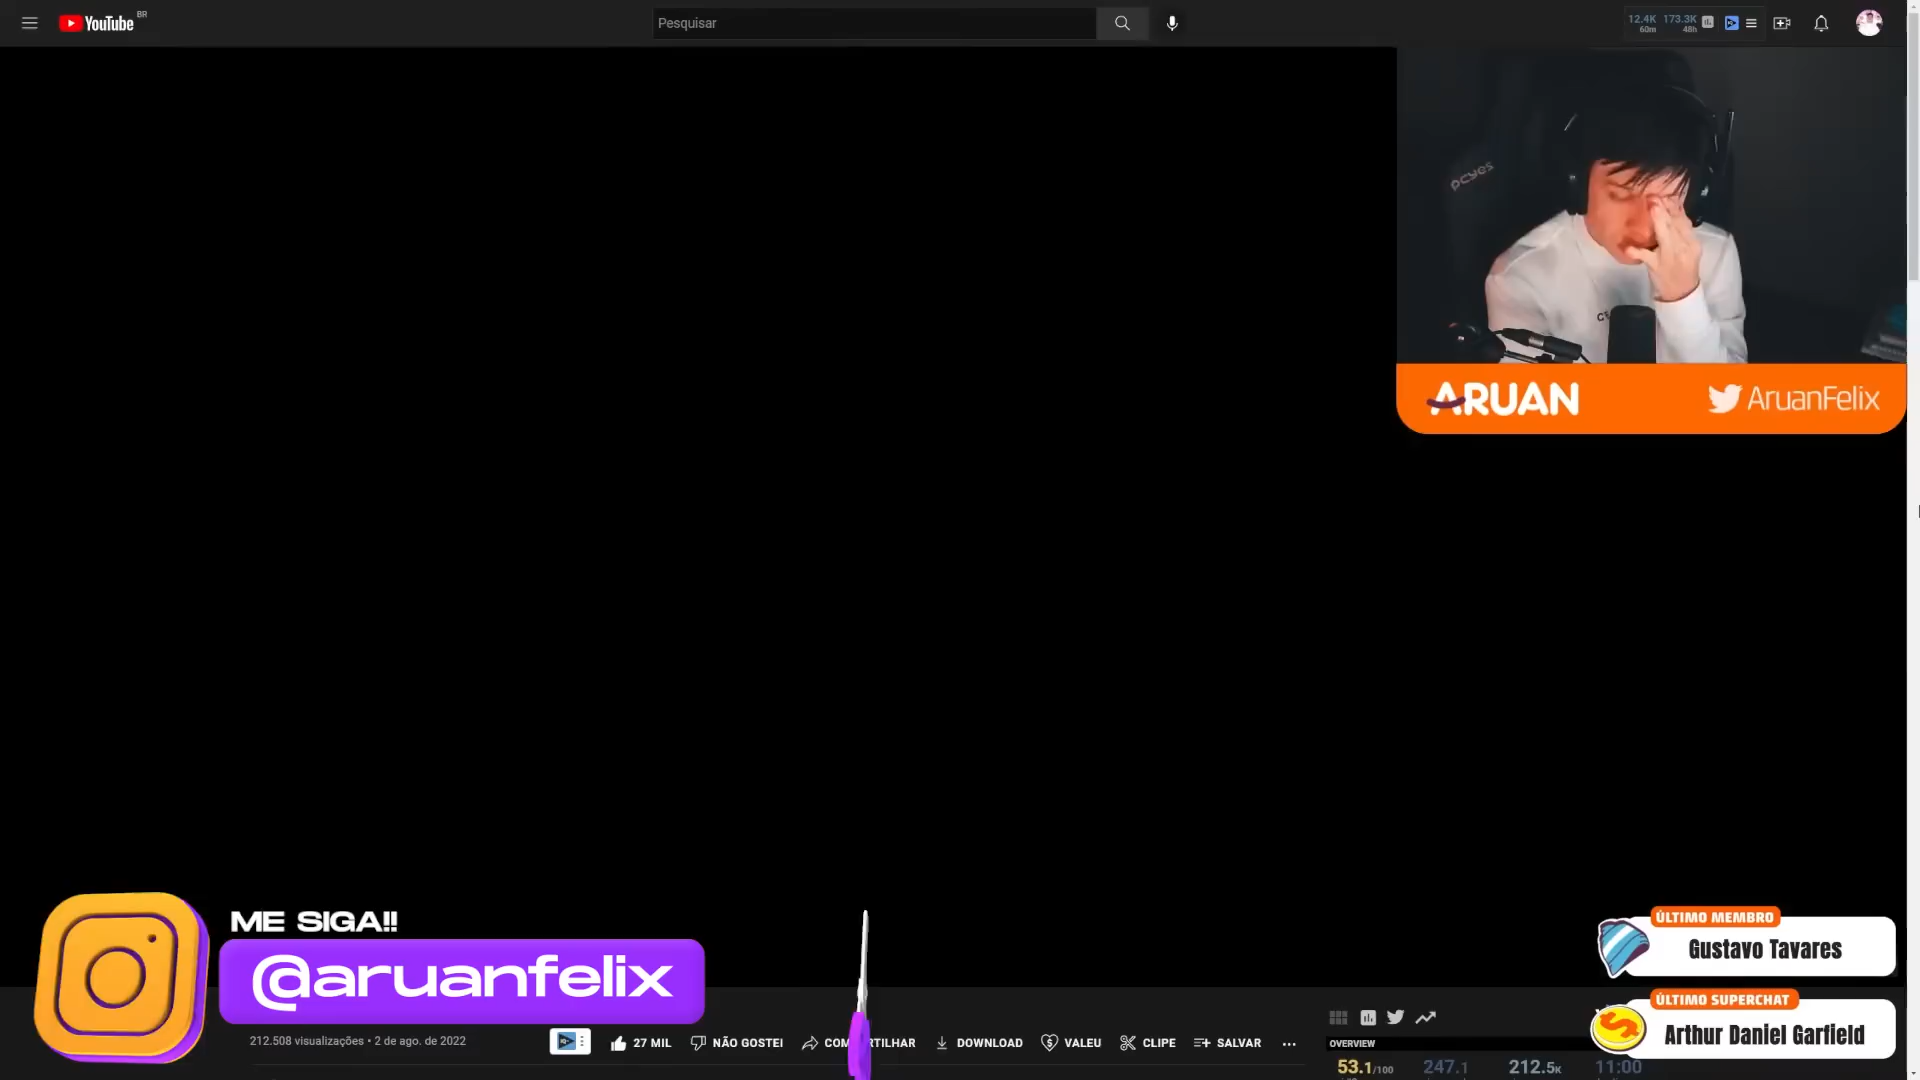 YouTube BR
Pesquisar
12.4K 173.3K
60m 48h
pcyes
ARUAN
AruanFelix
ME SIGA!!
@aruanfelix
ÚLTIMO MEMBRO
Gustavo Tavares
ÚLTIMO SUPERCHAT
Arthur Daniel Garfield
212.508 visualizações • 2 de ago. de 2022
27 MIL
NÃO GOSTEI
COMPARTILHAR
DOWNLOAD
VALEU
CLIPE
SALVAR
OVERVIEW
53.1/100 247.1 212.5K 11:00